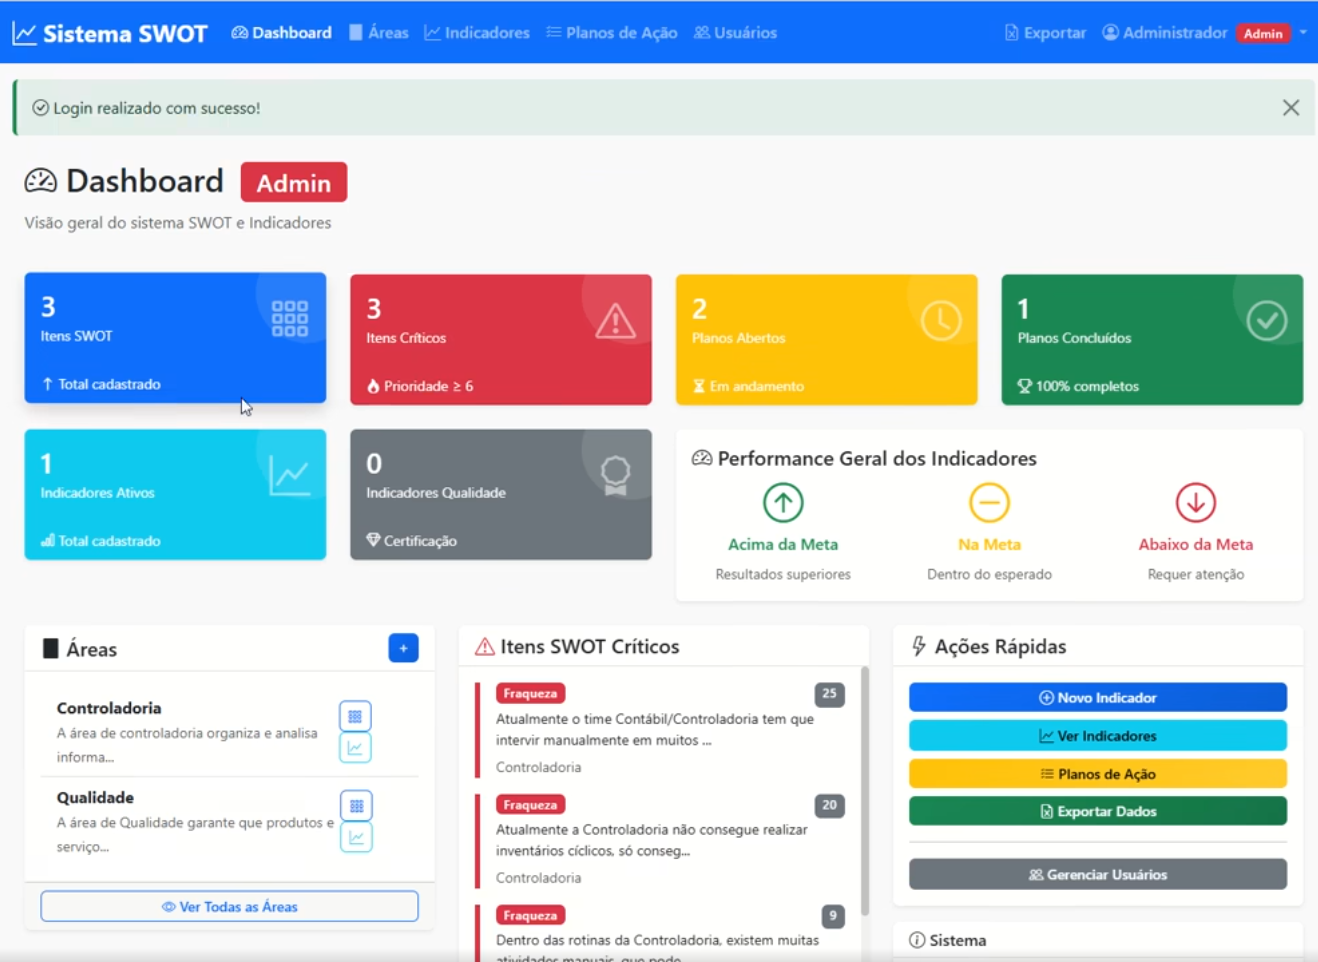 Sistema SWOT
Dashboard
Áreas
Indicadores
Planos de Ação
Usuários
Exportar
Administrador
Admin
Login realizado com sucesso!
Dashboard
Admin
Visão geral do sistema SWOT e Indicadores
3
Itens SWOT
Total cadastrado
3
Itens Críticos
Prioridade ≥ 6
2
Planos Abertos
Em andamento
1
Planos Concluídos
100% completos
1
Indicadores Ativos
Total cadastrado
0
Indicadores Qualidade
Certificação
Performance Geral dos Indicadores
Acima da Meta
Resultados superiores
Na Meta
Dentro do esperado
Abaixo da Meta
Requer atenção
Áreas
+
Controladoria
A área de controladoria organiza e analisa
informa...
Qualidade
A área de Qualidade garante que produtos e
serviço...
Ver Todas as Áreas
Itens SWOT Críticos
Fraqueza
25
Atualmente o time Contábil/Controladoria tem que
intervir manualmente em muitos ...
Controladoria
Fraqueza
20
Atualmente a Controladoria não consegue realizar
inventários cíclicos, só conseg...
Controladoria
Fraqueza
9
Dentro das rotinas da Controladoria, existem muitas
atividades manuais, que pode...
Ações Rápidas
Novo Indicador
Ver Indicadores
Planos de Ação
Exportar Dados
Gerenciar Usuários
Sistema